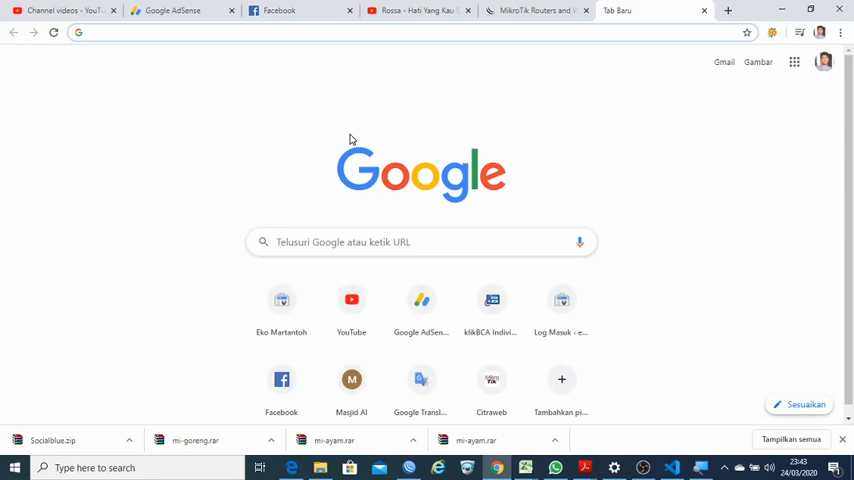 Channel videos - YouTu
Google AdSense
Facebook
Rossa - Hati Yang Kau S
MikroTik Routers and W
Tab Baru
Gmail
Gambar
Google
Telusuri Google atau ketik URL
Eko Martantoh
YouTube
Google AdSen...
klikBCA Indivi...
Log Masuk ‹ e...
M
Mikro
Tik
Facebook
Masjid Al
Google Transl...
Citraweb
Tambahkan pi...
Sesuaikan
Socialblue.zip
mi-goreng.rar
mi-ayam.rar
mi-ayam.rar
Tampilkan semua
Type here to search
23:43
24/03/2020
1